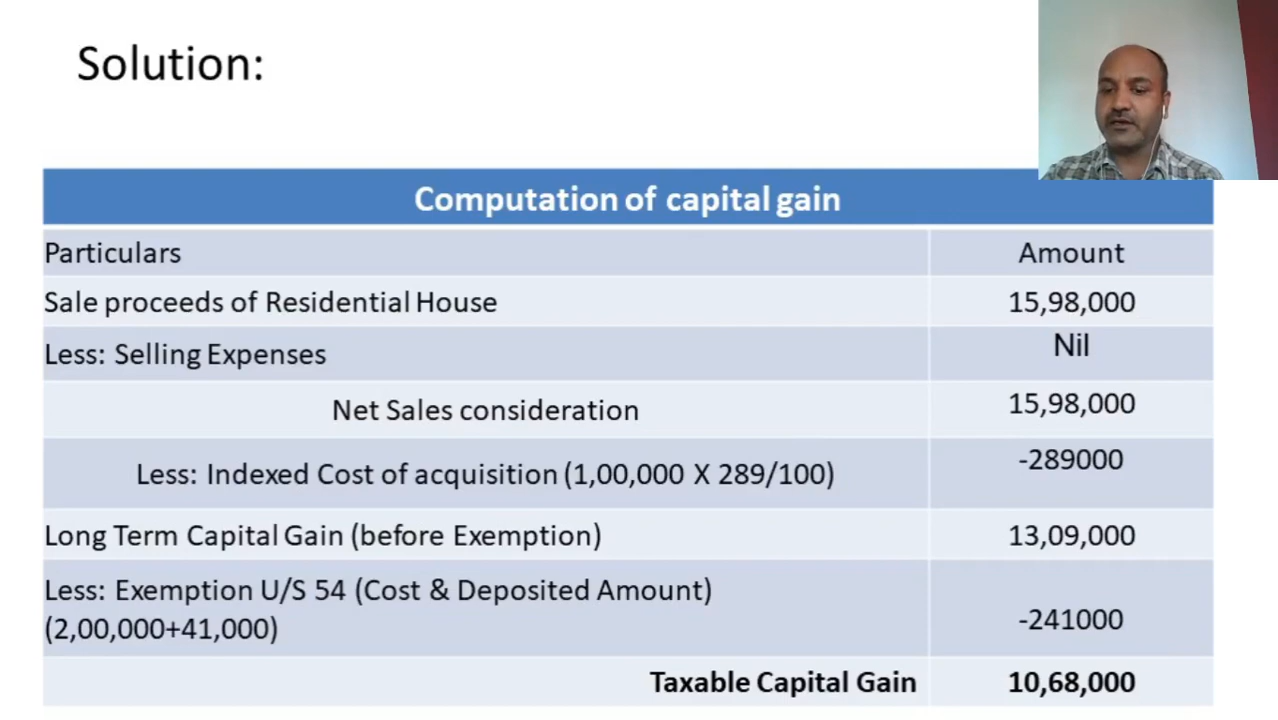 Solution:
Computation of capital gain
Particulars
Amount
Sale proceeds of Residential House
15,98,000
Less: Selling Expenses
Nil
Net Sales consideration
15,98,000
Less: Indexed Cost of acquisition (1,00,000 X 289/100)
-289000
Long Term Capital Gain (before Exemption)
13,09,000
Less: Exemption U/S 54 (Cost & Deposited Amount)
(2,00,000+41,000)
-241000
Taxable Capital Gain
10,68,000